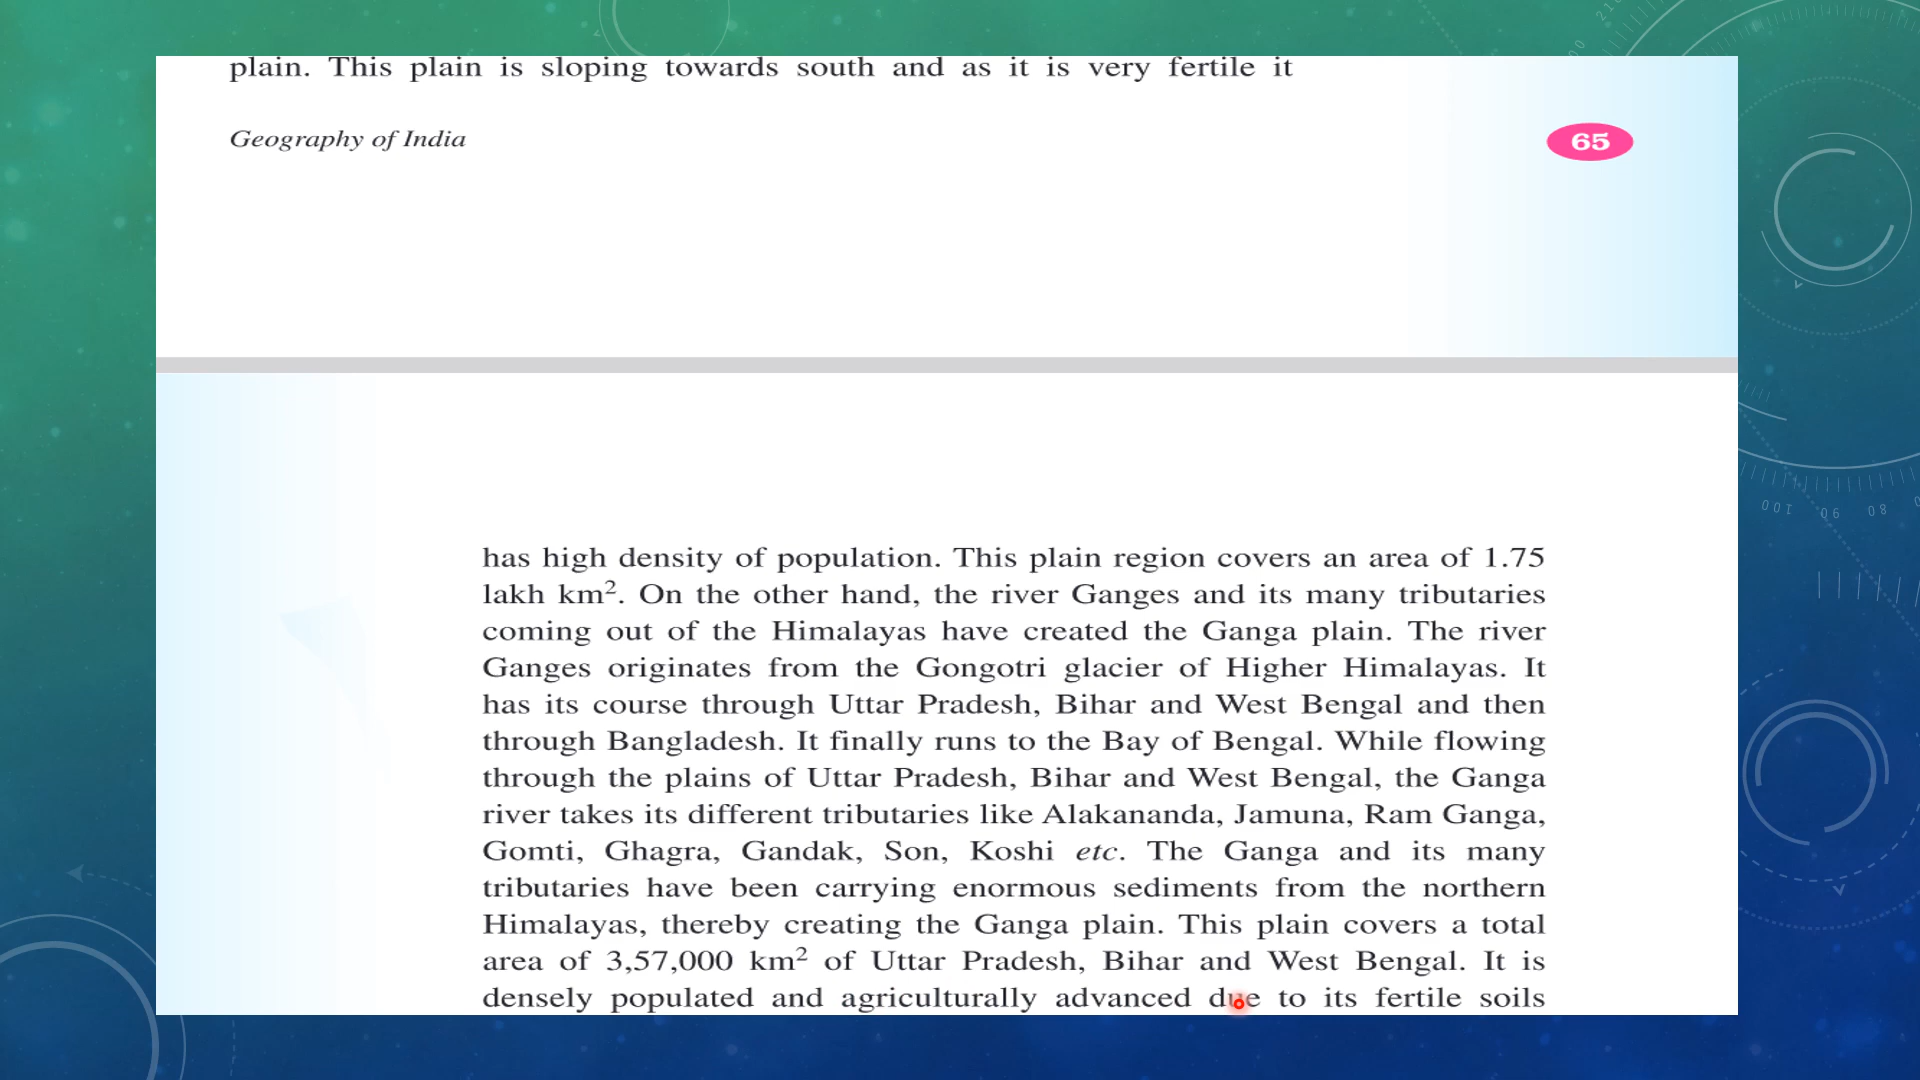 plain. This plain is sloping towards south and as it is very fertile it
Geography of India
65
has high density of population. This plain region covers an area of 1.75
lakh km². On the other hand, the river Ganges and its many tributaries
coming out of the Himalayas have created the Ganga plain. The river
Ganges originates from the Gongotri glacier of Higher Himalayas. It
has its course through Uttar Pradesh, Bihar and West Bengal and then
through Bangladesh. It finally runs to the Bay of Bengal. While flowing
through the plains of Uttar Pradesh, Bihar and West Bengal, the Ganga
river takes its different tributaries like Alakananda, Jamuna, Ram Ganga,
Gomti, Ghagra, Gandak, Son, Koshi etc. The Ganga and its many
tributaries have been carrying enormous sediments from the northern
Himalayas, thereby creating the Ganga plain. This plain covers a total
area of 3,57,000 km² of Uttar Pradesh, Bihar and West Bengal. It is
densely populated and agriculturally advanced due to its fertile soils